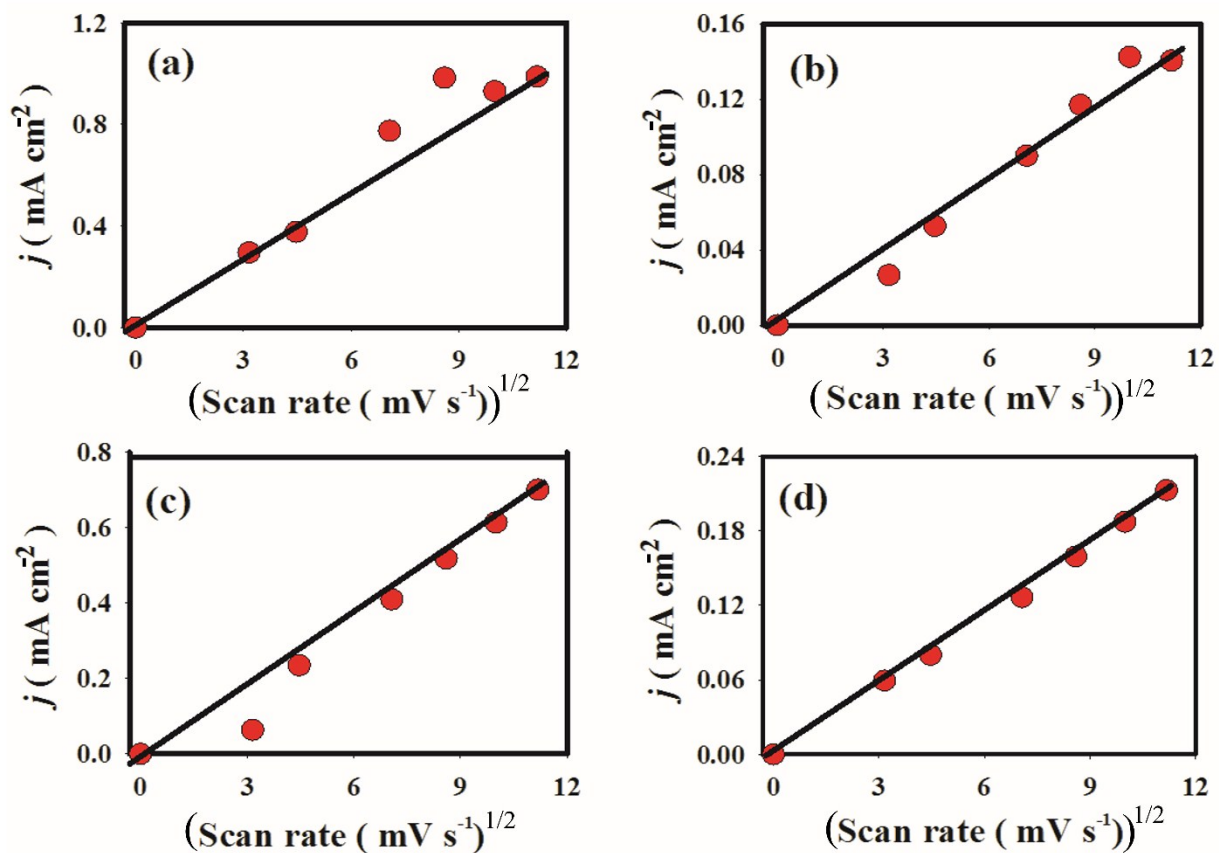 (a)
1.2
0.8
0.4
0.0
j ( mA cm⁻²)
0 3 6 9 12
(Scan rate ( mV s⁻¹))¹/²
(b)
0.16
0.12
0.08
0.04
0.00
j ( mA cm⁻²)
0 3 6 9 12
(Scan rate ( mV s⁻¹))¹/²
(c)
0.8
0.6
0.4
0.2
0.0
j ( mA cm⁻²)
0 3 6 9 12
(Scan rate ( mV s⁻¹)¹/²
(d)
0.24
0.18
0.12
0.06
0.00
j ( mA cm⁻²)
0 3 6 9 12
(Scan rate ( mV s⁻¹))¹/²